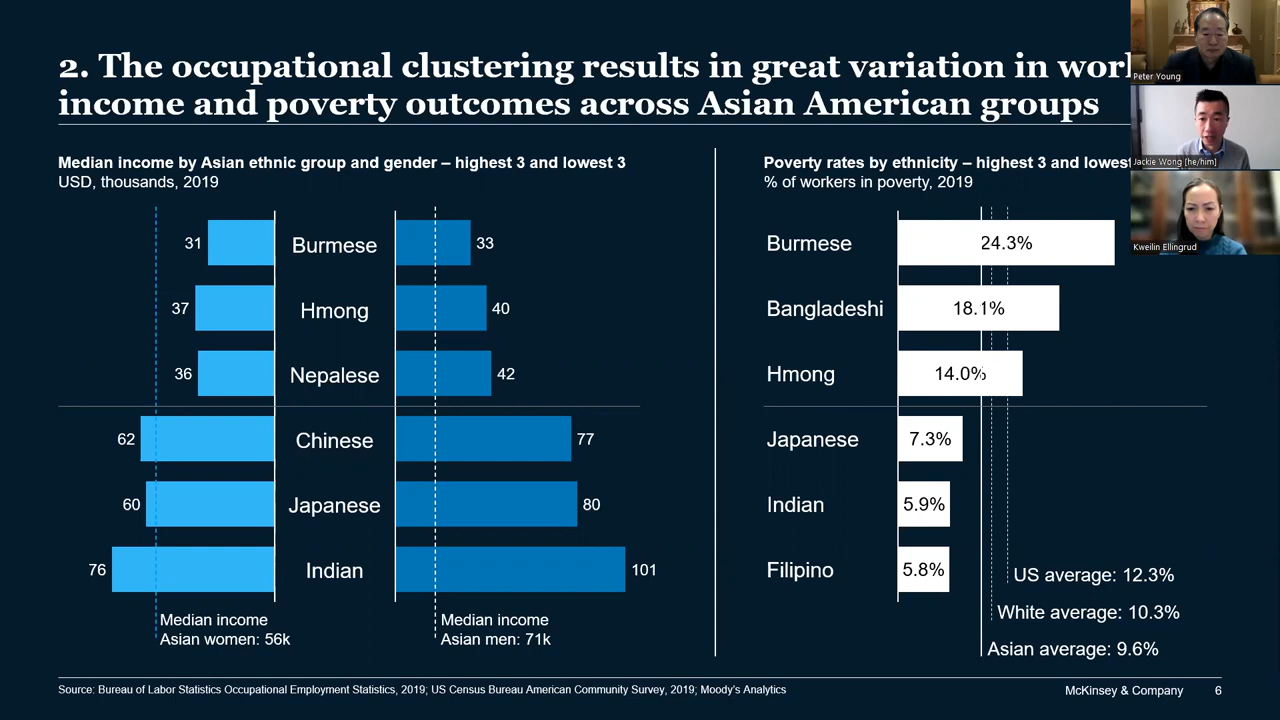 2. The occupational clustering results in great variation in
income and poverty outcomes across Asian American groups
Median income by Asian ethnic group and gender – highest 3 and lowest 3
USD, thousands, 2019
31 Burmese 33
37 Hmong 40
36 Nepalese 42
62 Chinese 77
60 Japanese 80
76 Indian 101
Median income
Asian women: 56k
Median income
Asian men: 71k
Poverty rates by ethnicity – highest 3 and lowest
% of workers in poverty, 2019
Burmese 24.3%
Bangladeshi 18.1%
Hmong 14.0%
Japanese 7.3%
Indian 5.9%
Filipino 5.8%
US average: 12.3%
White average: 10.3%
Asian average: 9.6%
Source: Bureau of Labor Statistics Occupational Employment Statistics, 2019; US Census Bureau American Community Survey, 2019; Moody's Analytics
McKinsey & Company 6
Peter Young
Jackie Wong [he/him]
Kweilin Ellingrud